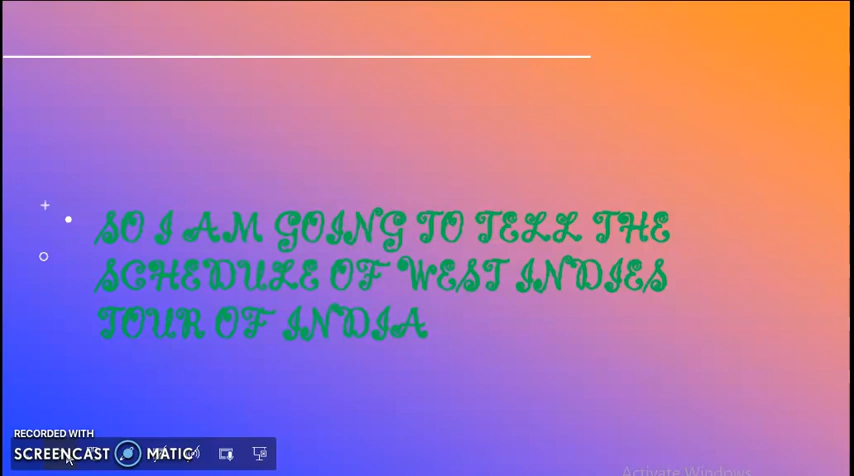 SO I AM GOING TO TELL THE
SCHEDULE OF WEST INDIES
TOUR OF INDIA
RECORDED WITH
SCREENCAST MATIC
Activate Windows